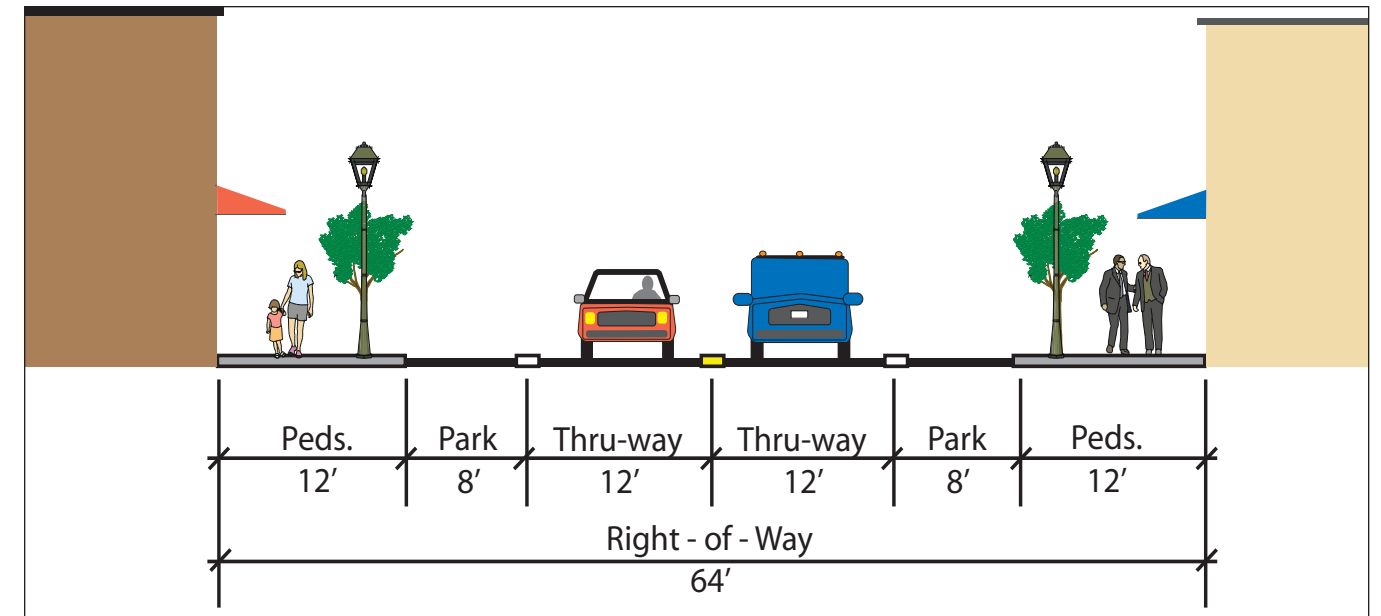 Peds. Park Thru-way Thru-way Park Peds.
12’ 8’ 12’ 12’ 8’ 12’
Right - of - Way
64’